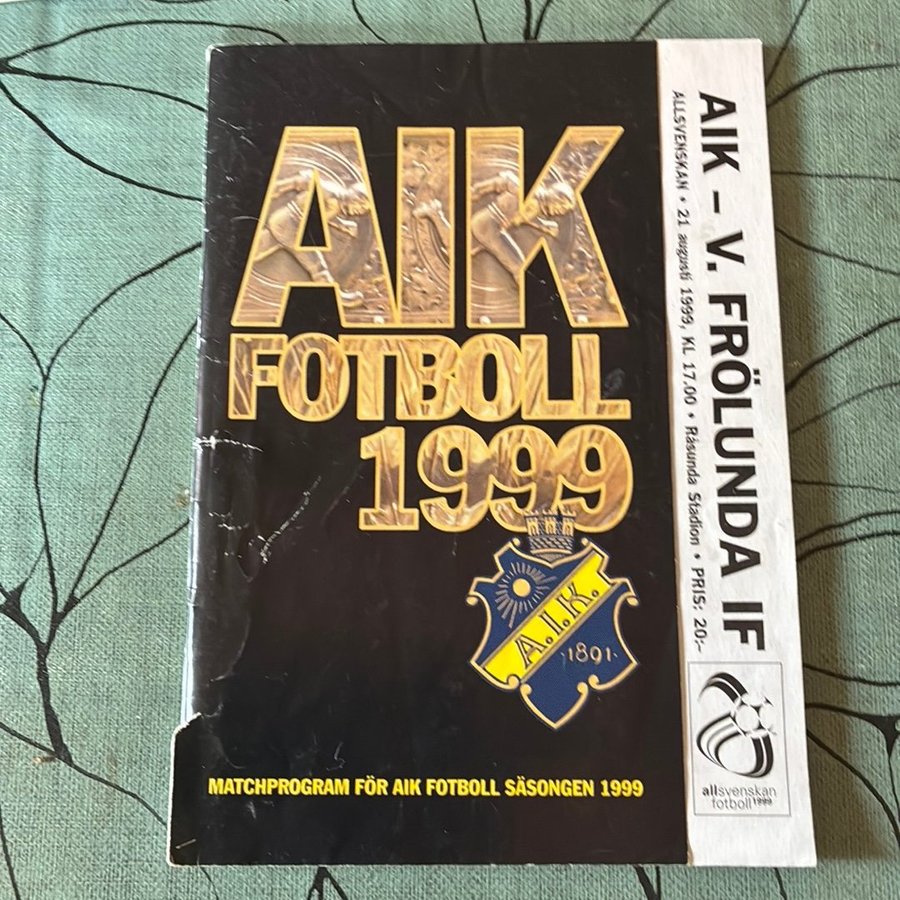 AIK
FOTBOLL
1999
A.I.K.
1891
MATCHPROGRAM FÖR AIK FOTBOLL SÄSONGEN 1999
AIK – V. FRÖLUNDA IF
ALLSVENSKAN • 21 augusti 1999, KL 17.00 • Råsunda Stadion • PRIS: 20:-
allsvenskan
fotboll 1999